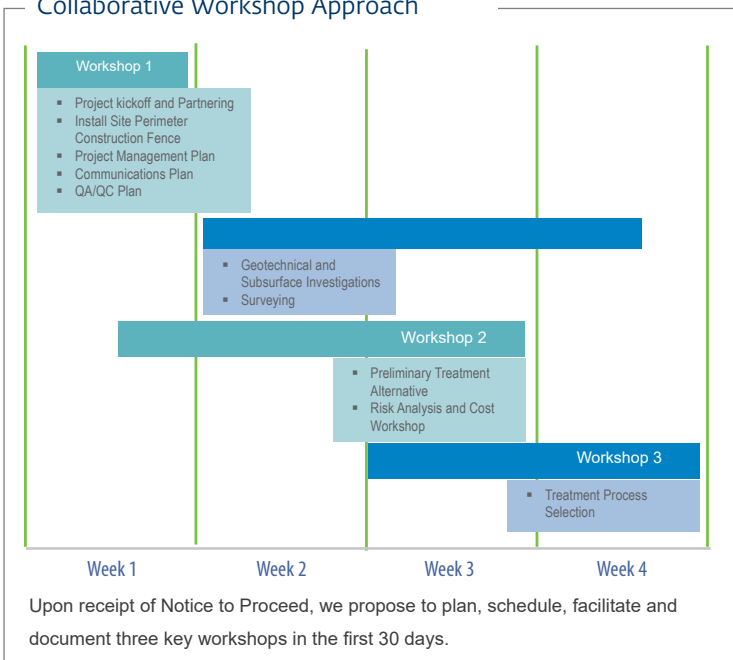 Collaborative Workshop Approach
Workshop 1
▪ Project kickoff and Partnering
▪ Install Site Perimeter
Construction Fence
▪ Project Management Plan
▪ Communications Plan
▪ QA/QC Plan
▪ Geotechnical and
Subsurface Investigations
▪ Surveying
Workshop 2
▪ Preliminary Treatment
Alternative
▪ Risk Analysis and Cost
Workshop
Workshop 3
▪ Treatment Process
Selection
Week 1
Week 2
Week 3
Week 4
Upon receipt of Notice to Proceed, we propose to plan, schedule, facilitate and
document three key workshops in the first 30 days.